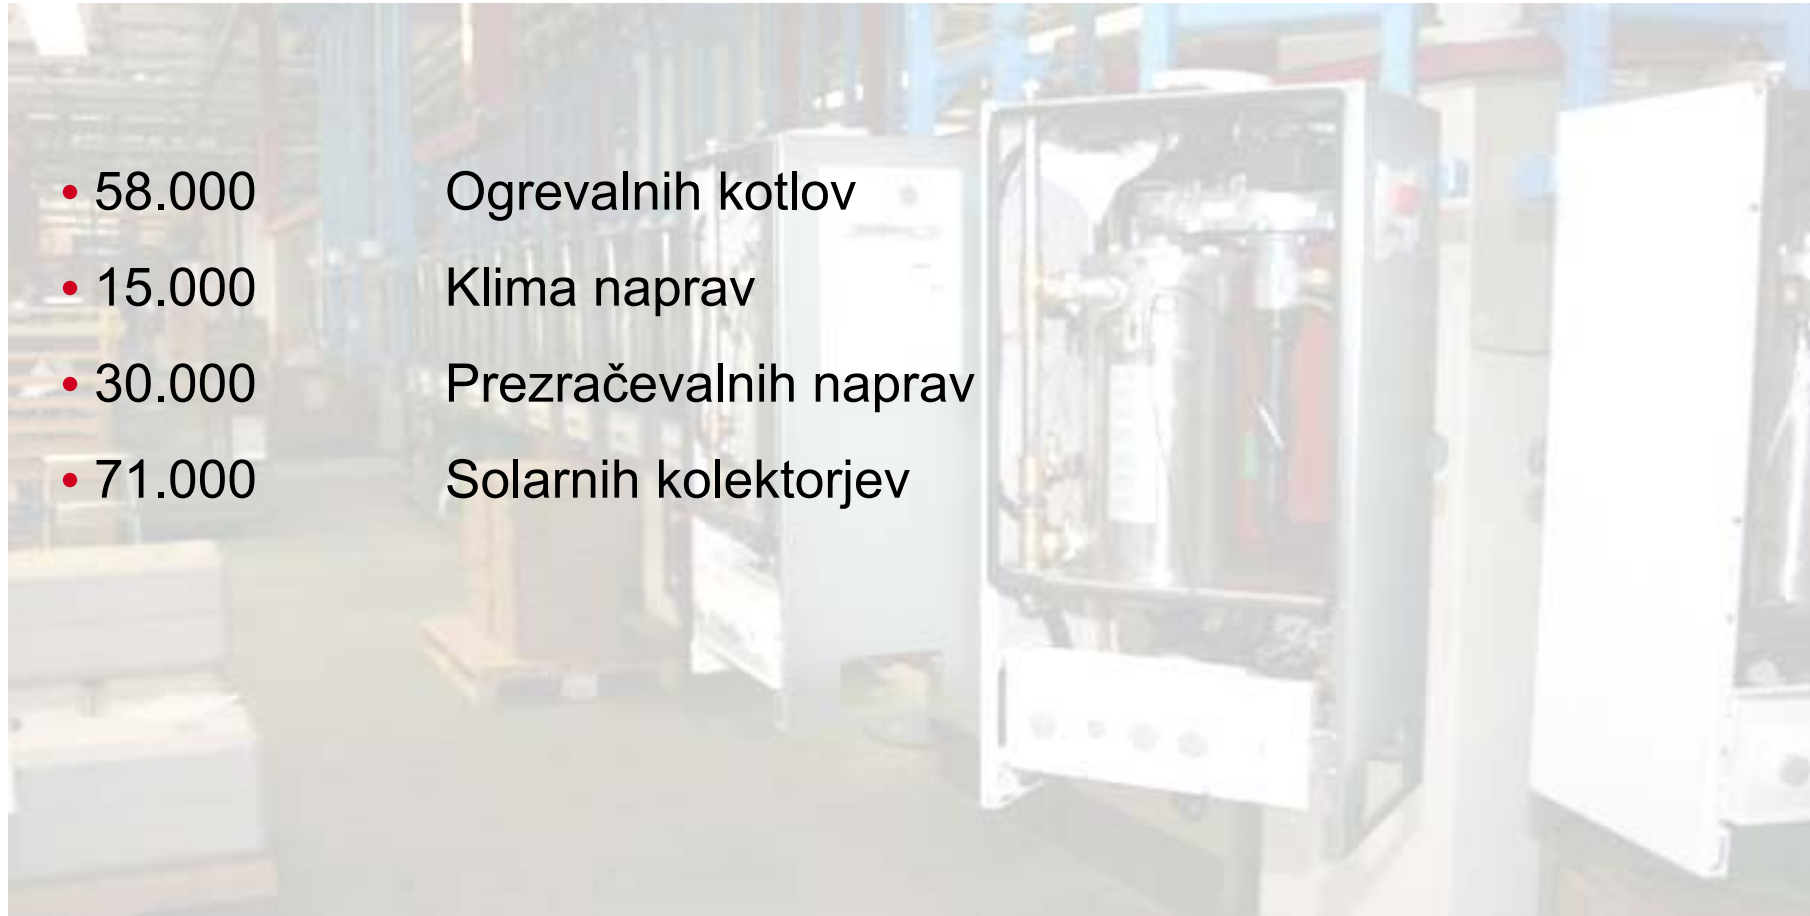 • 58.000 Ogrevalnih kotlov
• 15.000 Klima naprav
• 30.000 Prezračevalnih naprav
• 71.000 Solarnih kolektorjev